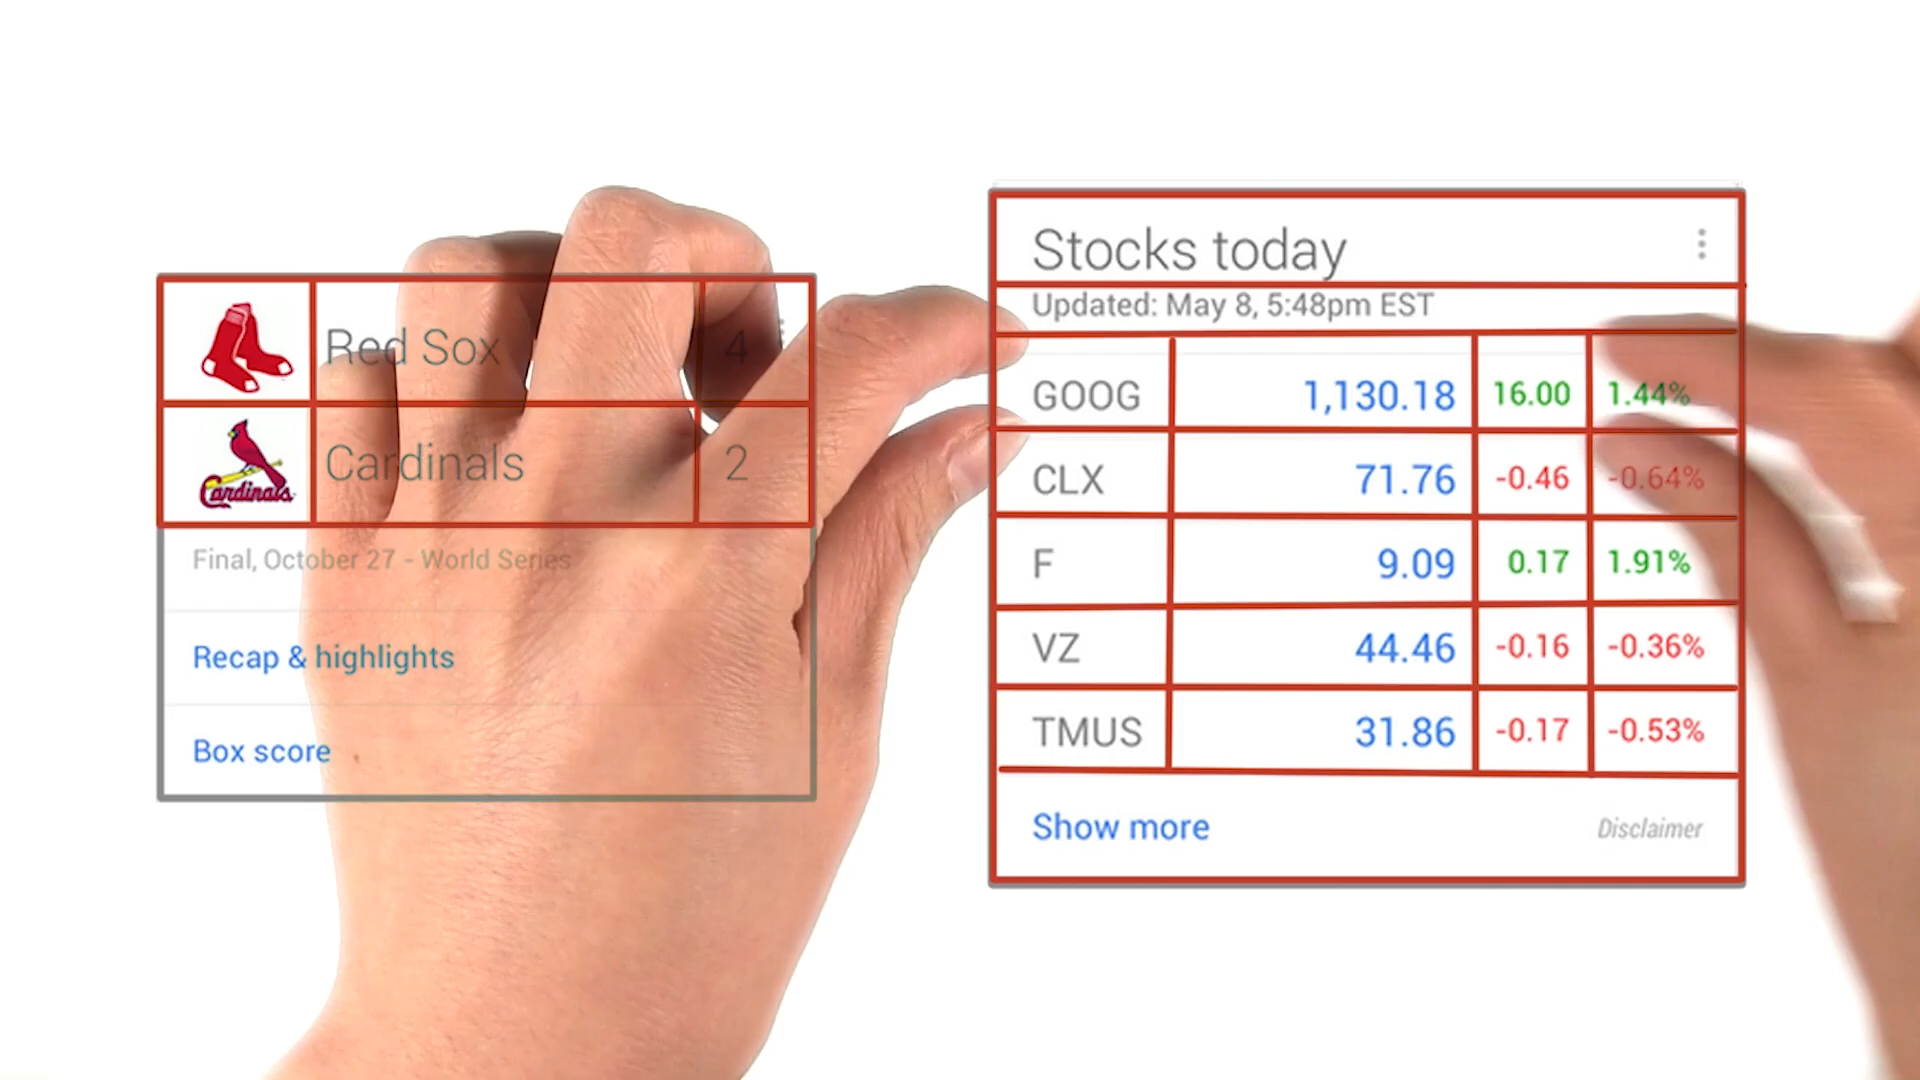 Red Sox 4
Cardinals
Cardinals 2
Final, October 27 - World Series
Recap & highlights
Box score
Stocks today
Updated: May 8, 5:48pm EST
GOOG 1,130.18 16.00 1.44%
CLX 71.76 -0.46 -0.64%
F 9.09 0.17 1.91%
VZ 44.46 -0.16 -0.36%
TMUS 31.86 -0.17 -0.53%
Show more Disclaimer